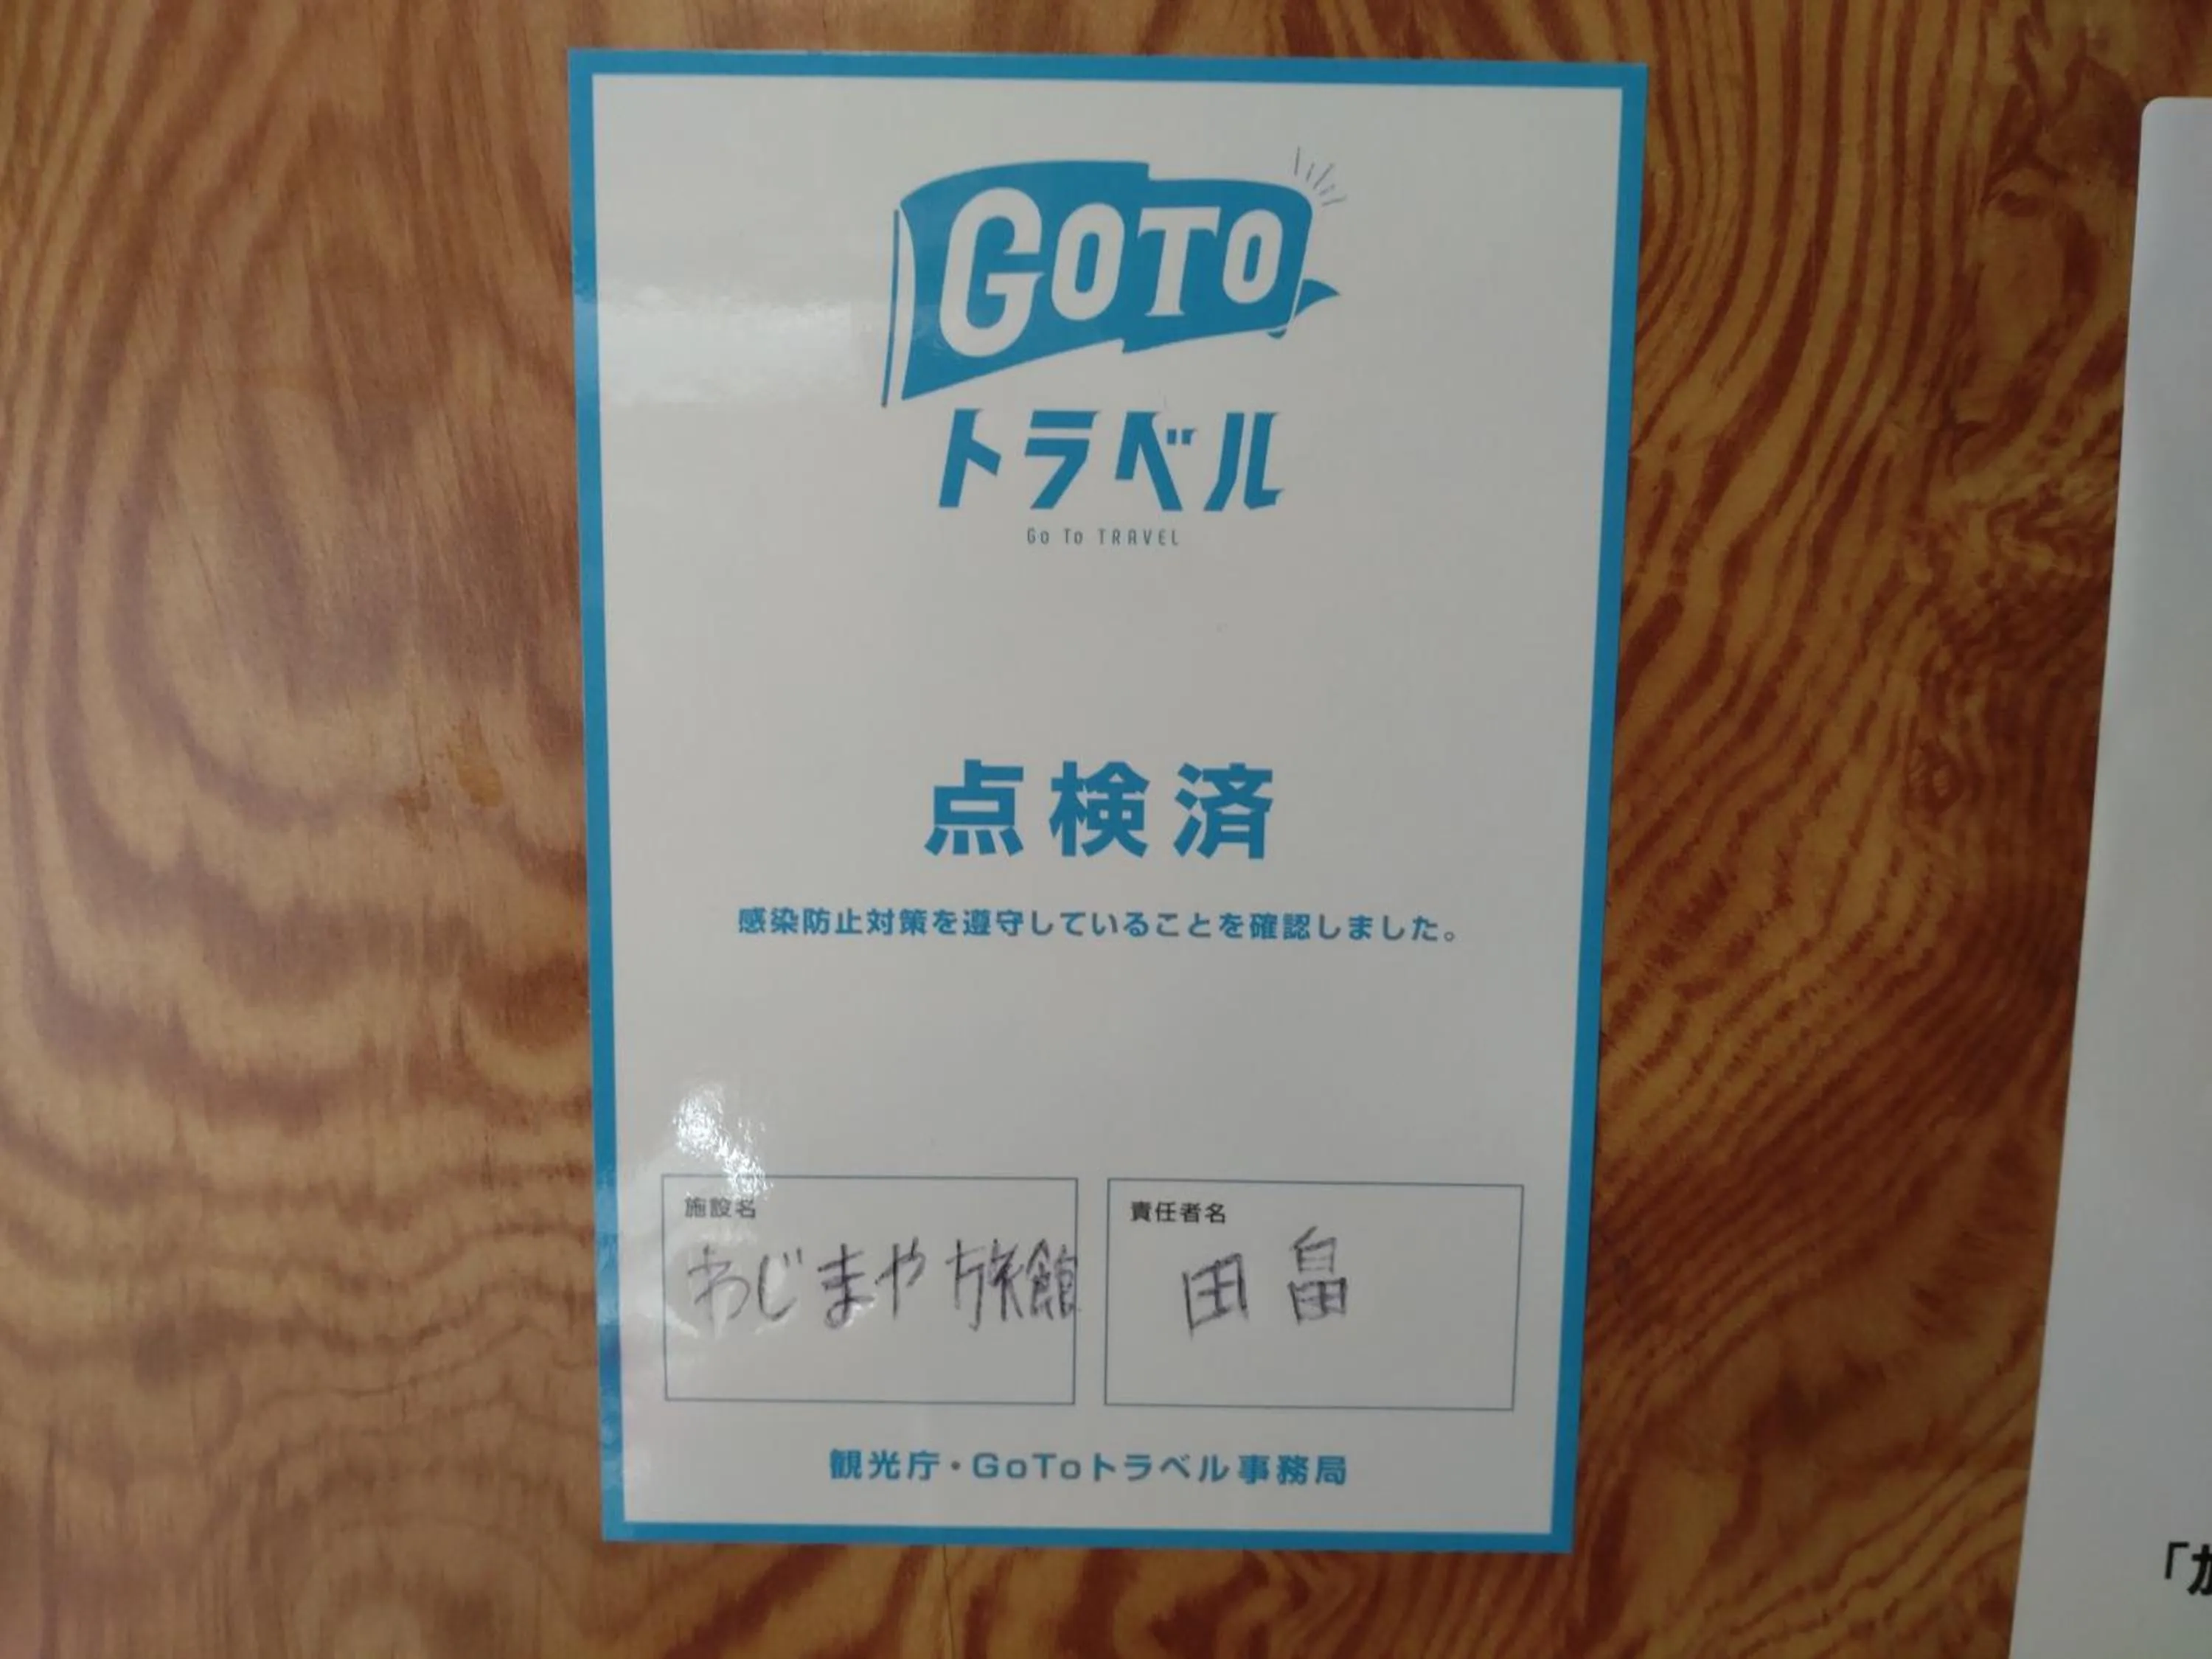 GOTO
トラベル
Go To TRAVEL
点検済
感染防止対策を遵守していることを確認しました。
施設名
わじまや旅館
責任者名
田畠
観光庁・GoToトラベル事務局